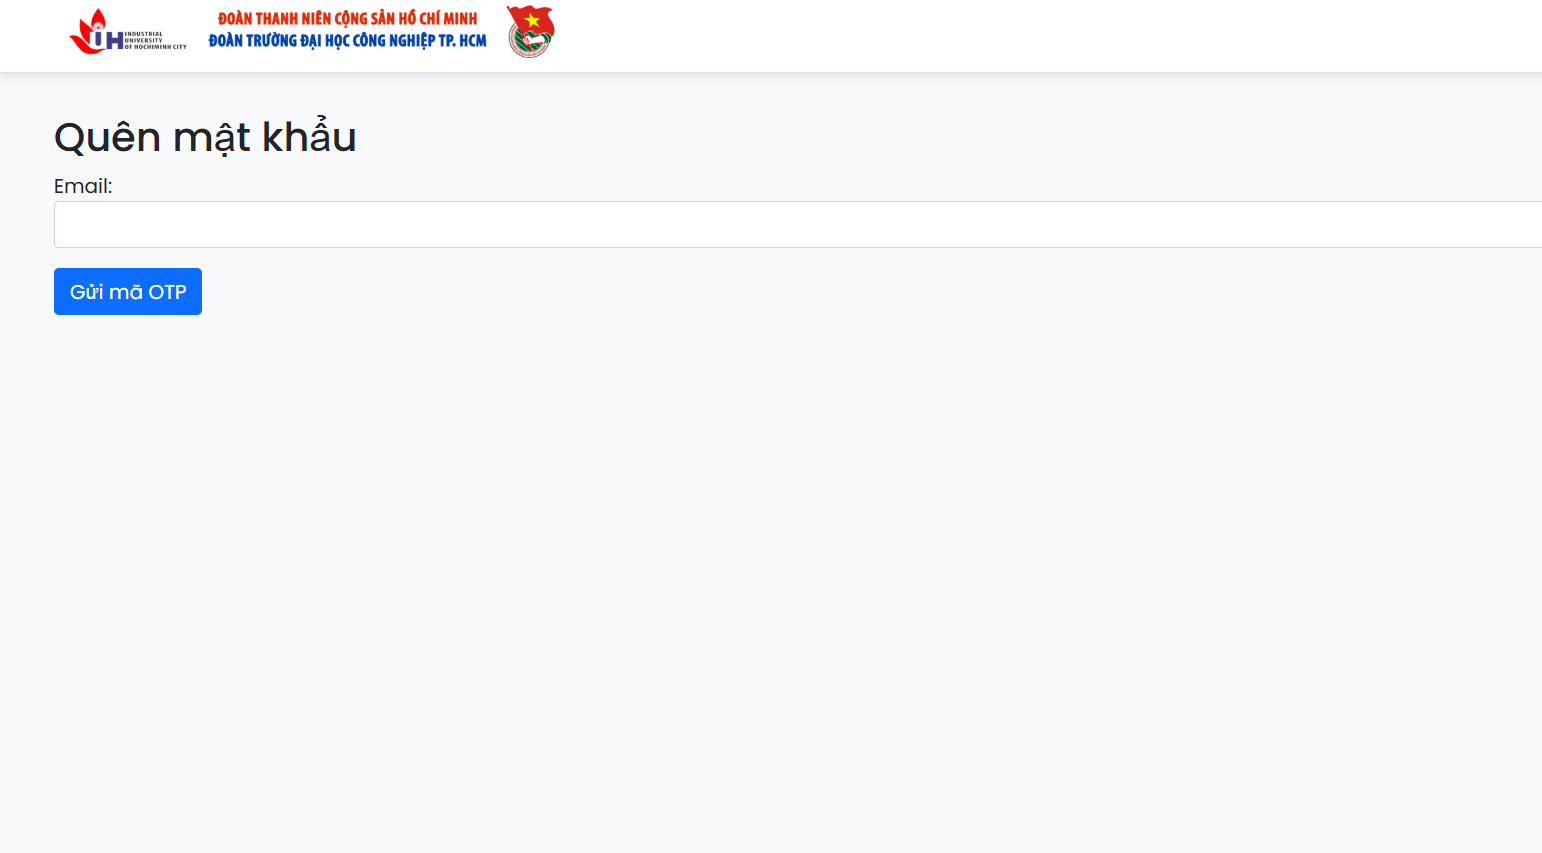 IUH INDUSTRIAL
UNIVERSITY
OF HOCHIMINH CITY
ĐOÀN THANH NIÊN CỘNG SẢN HỒ CHÍ MINH
ĐOÀN TRƯỜNG ĐẠI HỌC CÔNG NGHIỆP TP. HCM
Quên mật khẩu
Email:
Gửi mã OTP